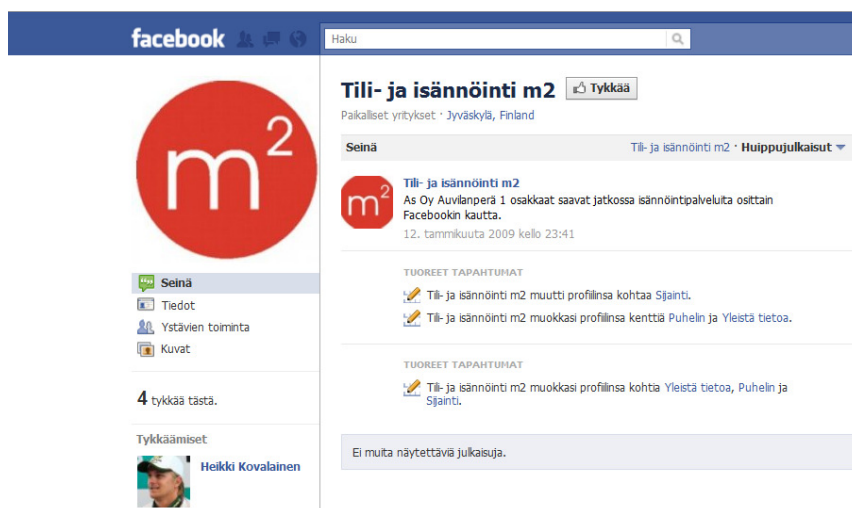 facebook
Haku
m²
Tili- ja isännöinti m2 Tykkää
Paikalliset yritykset · Jyväskylä, Finland
Seinä Tili- ja isännöinti m2 · Huippujulkaisut
m²
Tili- ja isännöinti m2
As Oy Auvilanperä 1 osakkaat saavat jatkossa isännöintipalveluita osittain
Facebookin kautta.
12. tammikuuta 2009 kello 23:41
TUOREET TAPAHTUMAT
Tili- ja isännöinti m2 muutti profiilinsa kohtaa Sijainti.
Tili- ja isännöinti m2 muokkasi profiilinsa kenttiä Puhelin ja Yleistä tietoa.
TUOREET TAPAHTUMAT
Tili- ja isännöinti m2 muokkasi profiilinsa kohtia Yleistä tietoa, Puhelin ja
Sijainti.
Ei muita näytettäviä julkaisuja.
Seinä
Tiedot
Ystävien toiminta
Kuvat
4 tykkää tästä.
Tykkäämiset
Heikki Kovalainen